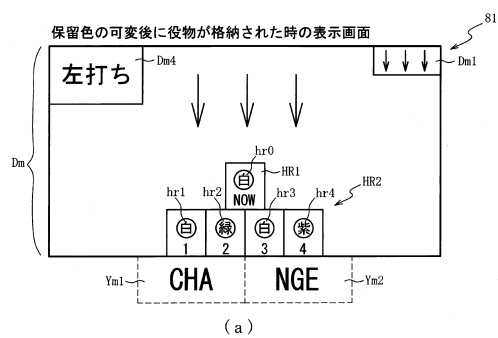 保留色の可変後に役物が格納された時の表示画面
81
左打ち
Dm4
Dm1
Dm
hr0
白
NOW
HR1
hr1 hr2 hr3 hr4
HR2
白 緑 白 紫
1 2 3 4
Ym1 CHA NGE Ym2
(a)